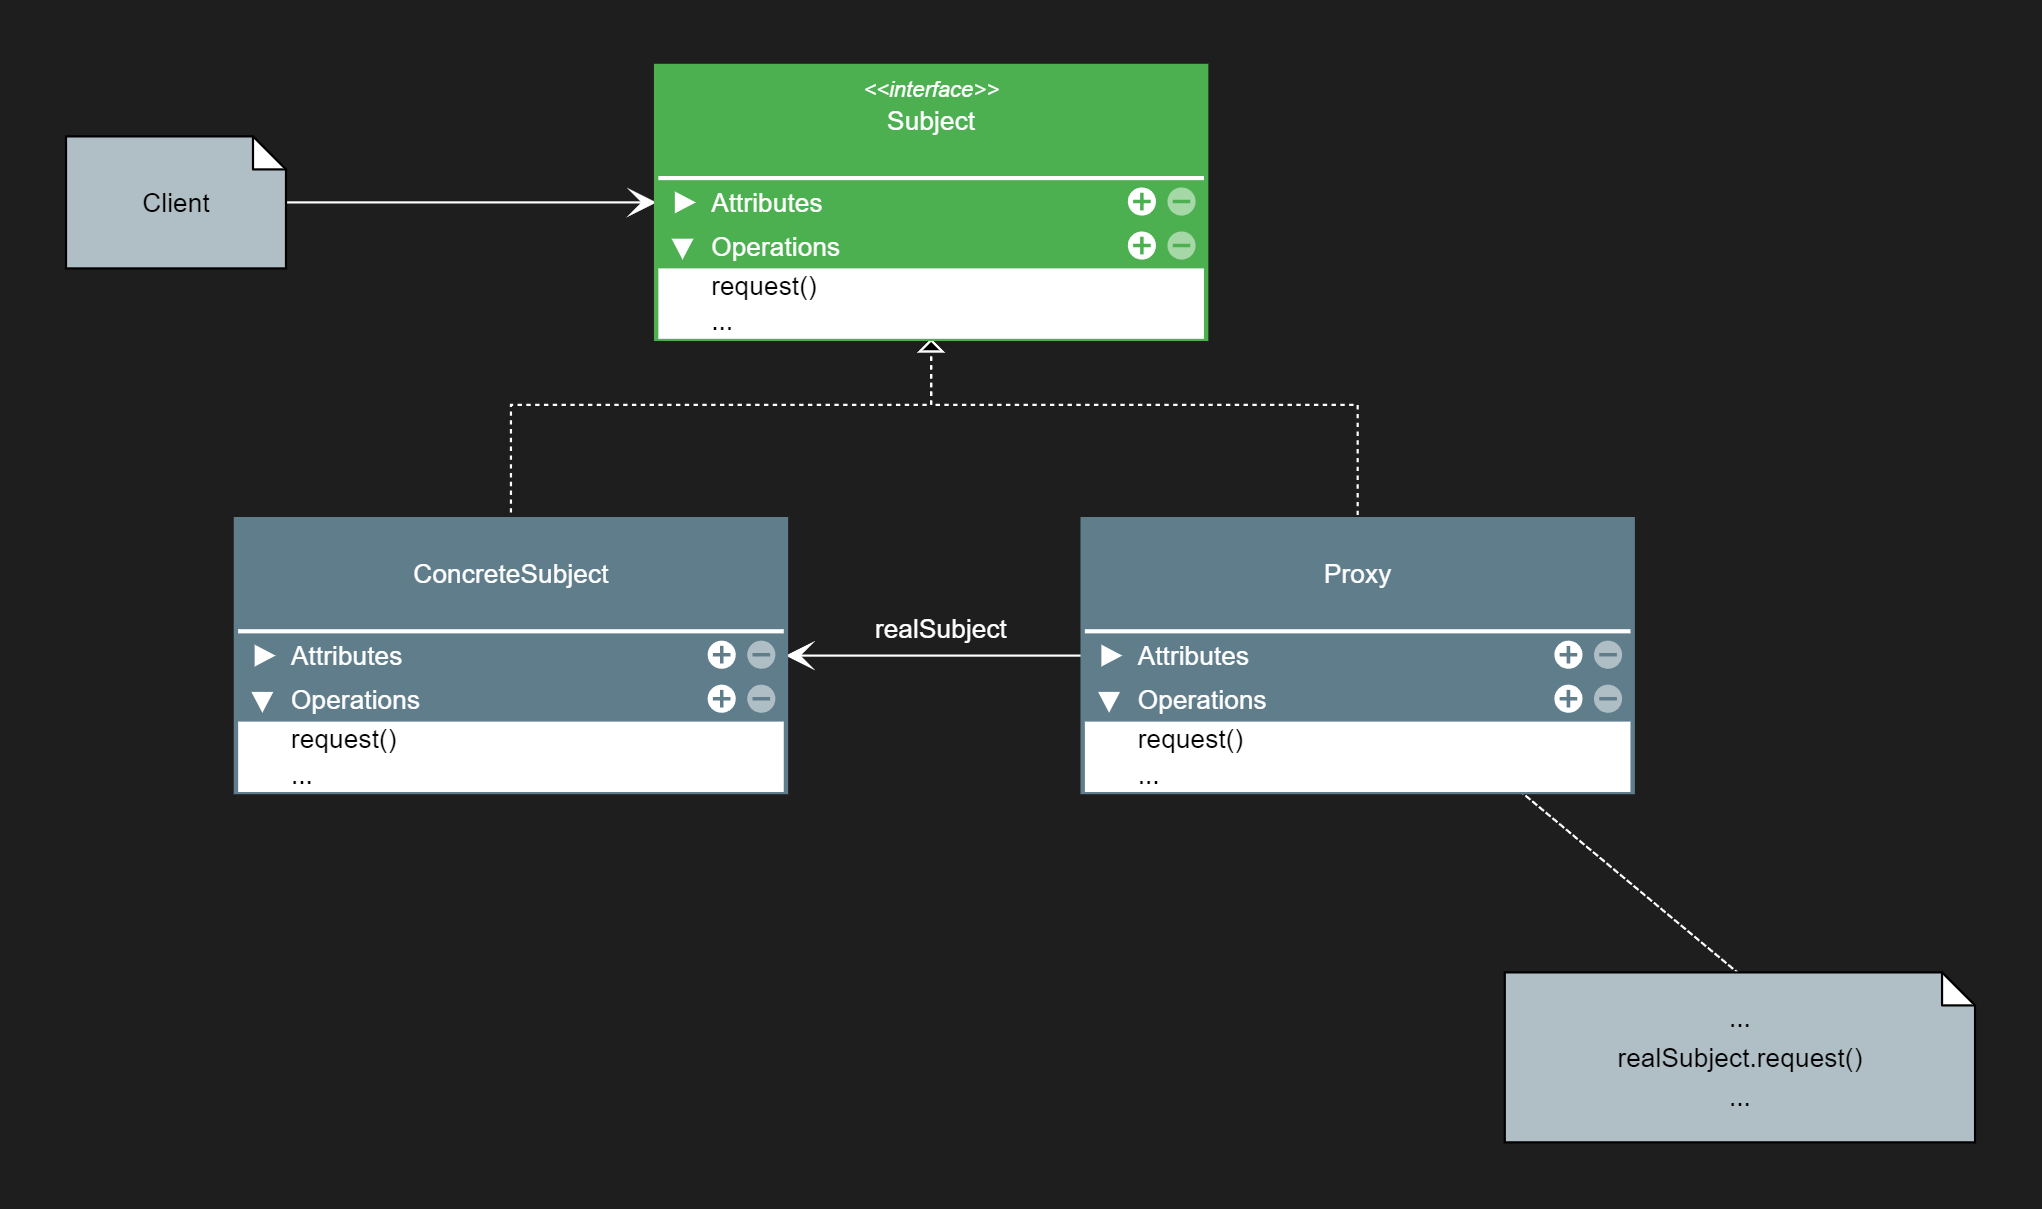 <<interface>>
Subject
Client
Attributes
Operations
request()
...
ConcreteSubject
Attributes
Operations
request()
...
realSubject
Proxy
Attributes
Operations
request()
...
...
realSubject.request()
...